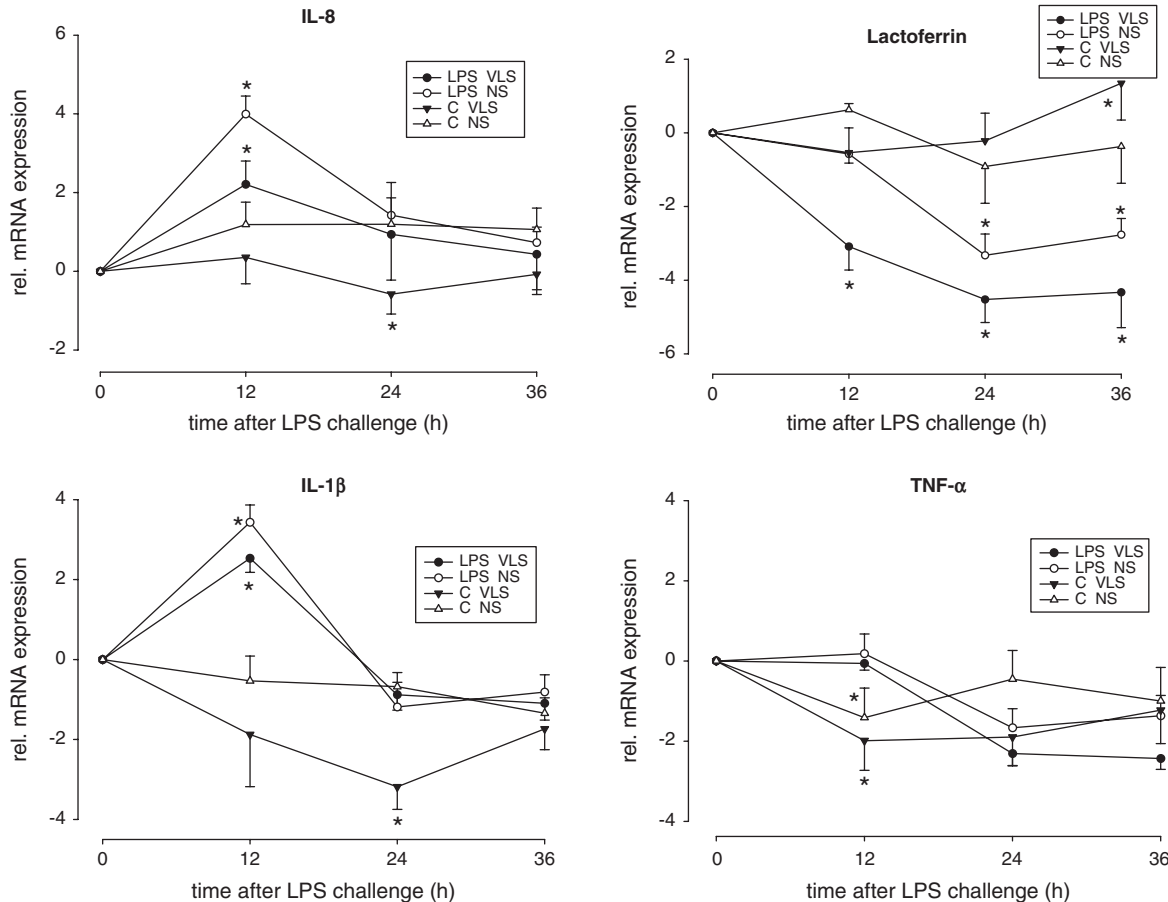 IL-8
6
4
2
0
-2
rel. mRNA expression
LPS VLS
LPS NS
C VLS
C NS
*
*
*
0 12 24 36
time after LPS challenge (h)
Lactoferrin
2
0
-2
-4
-6
rel. mRNA expression
LPS VLS
LPS NS
C VLS
C NS
*
*
*
*
*
*
0 12 24 36
time after LPS challenge (h)
IL-1β
4
2
0
-2
-4
rel. mRNA expression
LPS VLS
LPS NS
C VLS
C NS
*
*
*
0 12 24 36
time after LPS challenge (h)
TNF-α
4
2
0
-2
-4
rel. mRNA expression
LPS VLS
LPS NS
C VLS
C NS
*
*
0 12 24 36
time after LPS challenge (h)